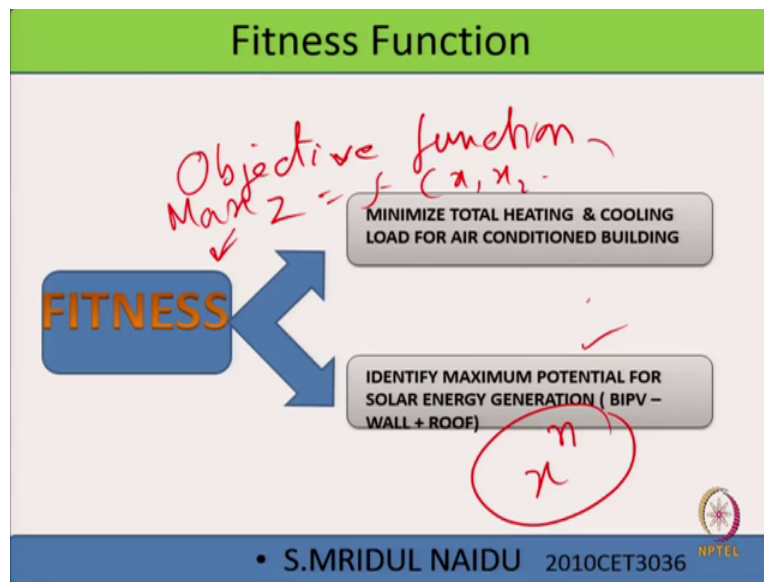 Fitness Function
Objective function
Max Z = f (x, x2
MINIMIZE TOTAL HEATING & COOLING
LOAD FOR AIR CONDITIONED BUILDING
FITNESS
IDENTIFY MAXIMUM POTENTIAL FOR
SOLAR ENERGY GENERATION ( BIPV –
WALL + ROOF)
x^n
NPTEL
• S.MRIDUL NAIDU 2010CET3036